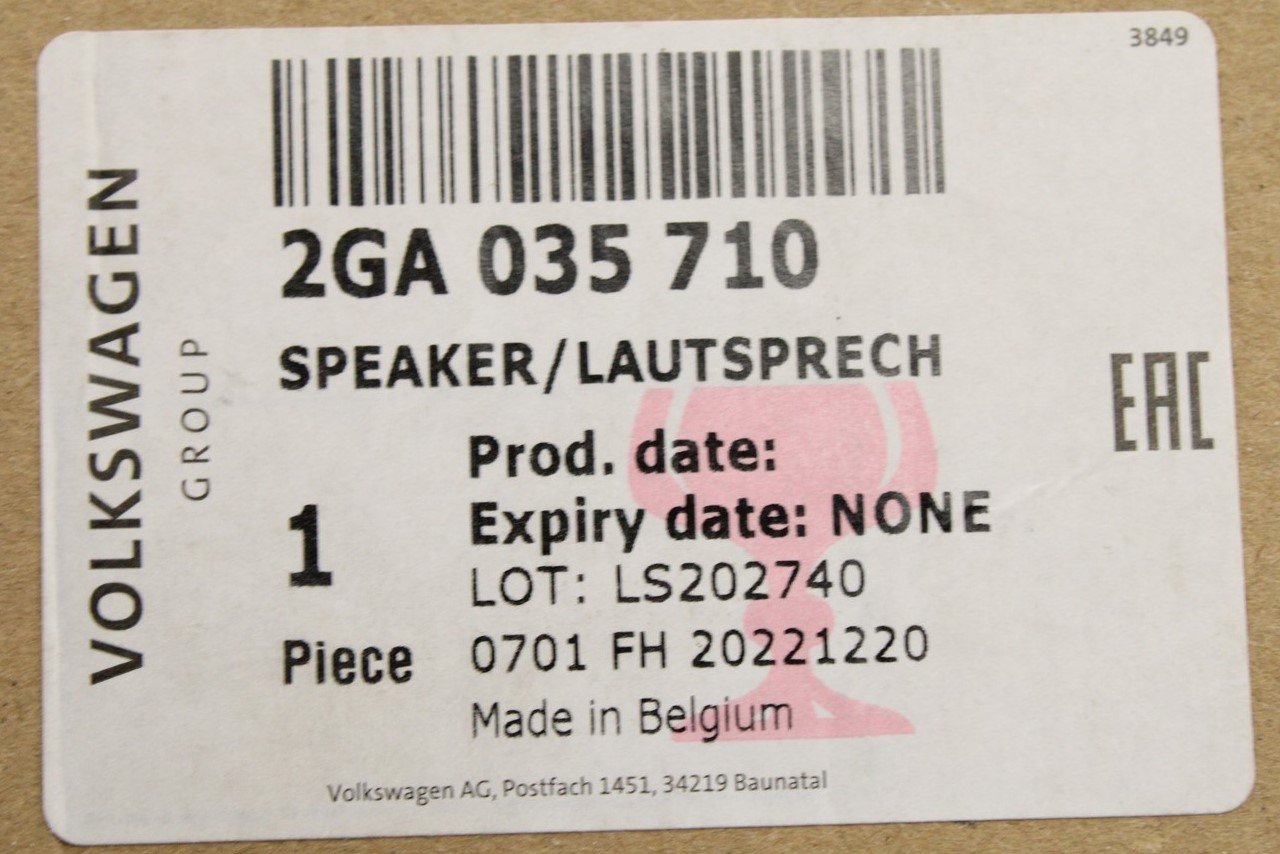 3849
VOLKSWAGEN
GROUP
2GA 035 710
SPEAKER/LAUTSPRECH
EAC
Prod. date:
Expiry date: NONE
1
LOT: LS202740
Piece
0701 FH 20221220
Made in Belgium
Volkswagen AG, Postfach 1451, 34219 Baunatal